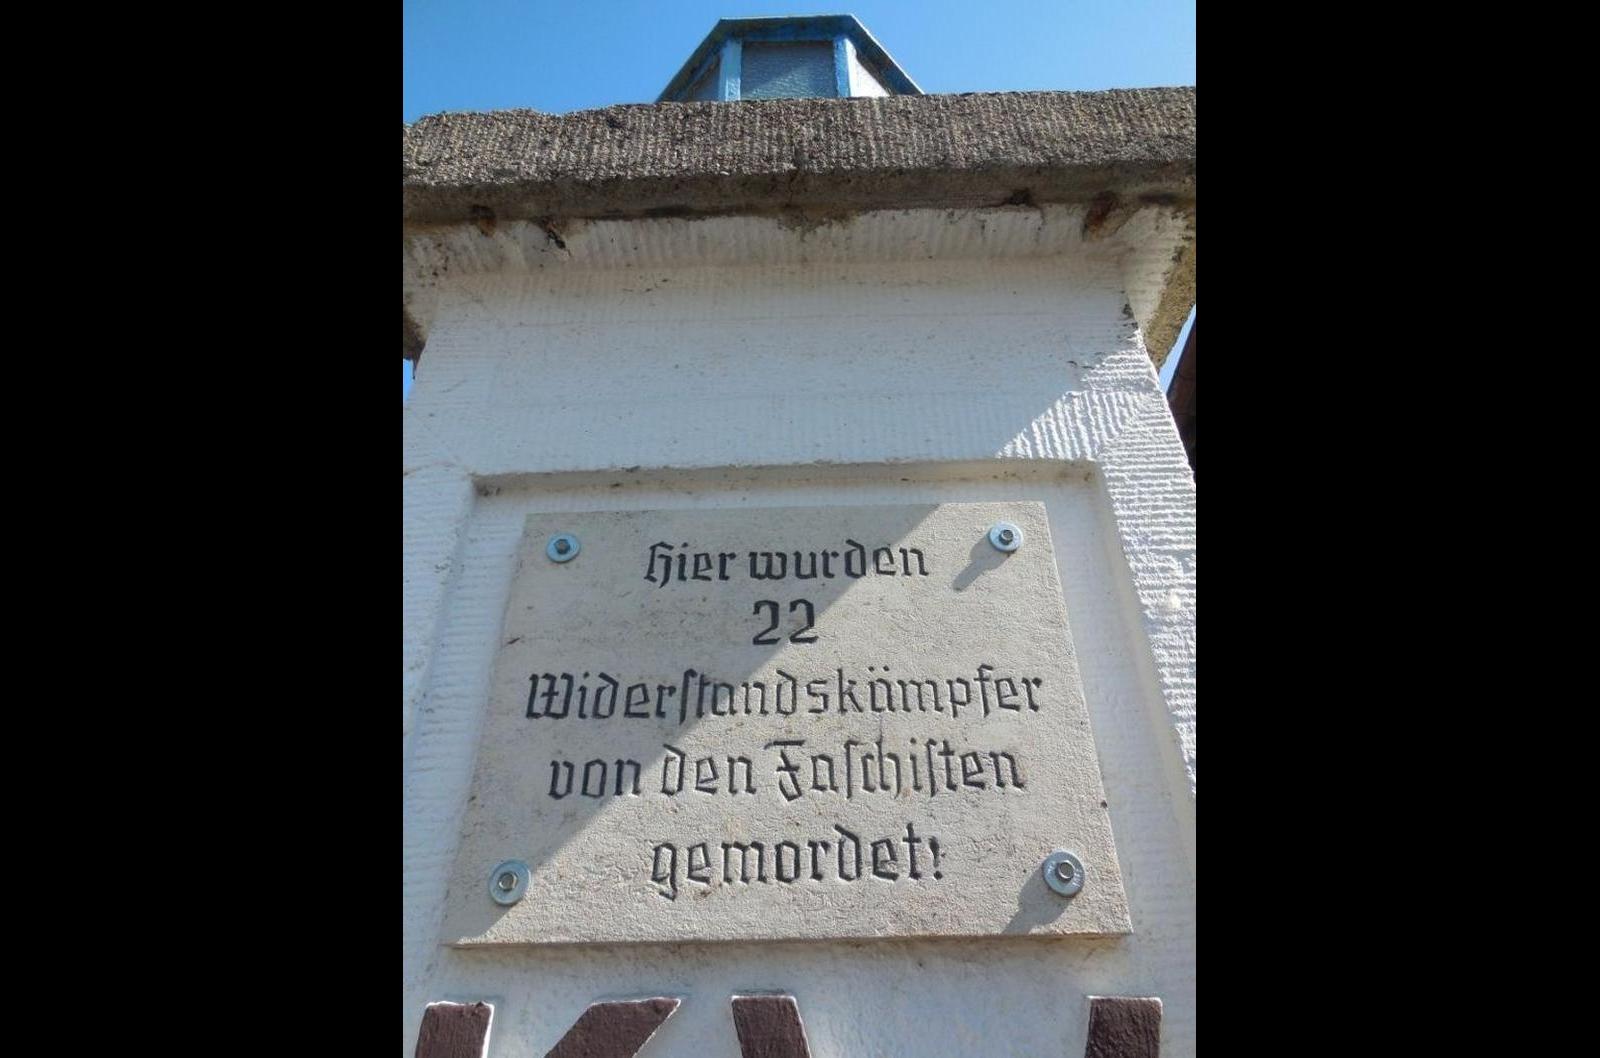 Hier wurden
22
Widerſtandskämpfer
von den Faſchiſten
gemordet!